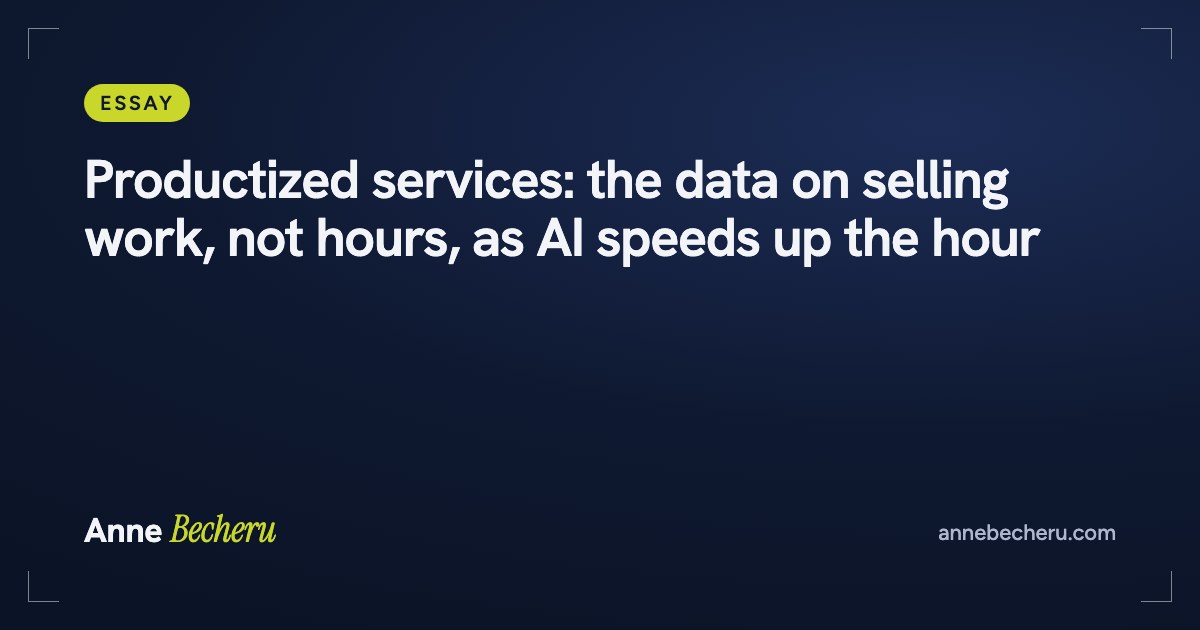 ESSAY
Productized services: the data on selling
work, not hours, as AI speeds up the hour
Anne Becheru
annebecheru.com